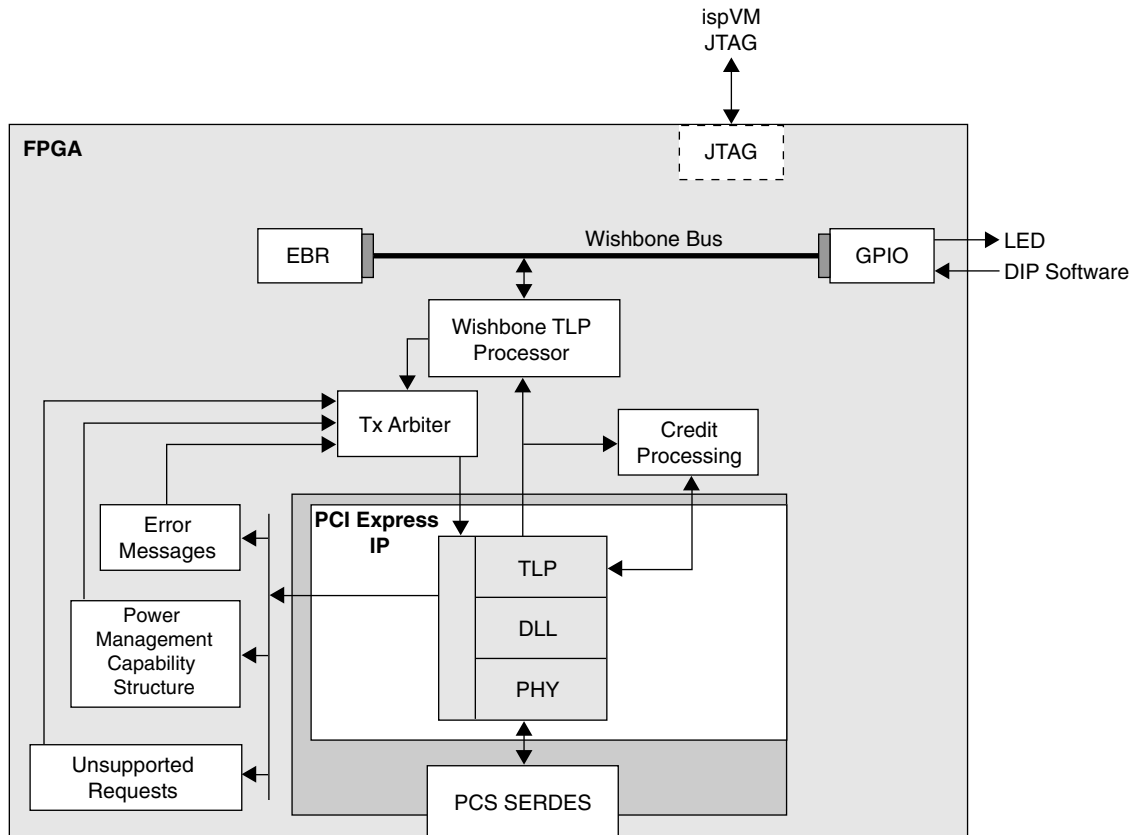 ispVM
JTAG
FPGA
JTAG
Wishbone Bus
EBR
GPIO
LED
DIP Software
Wishbone TLP
Processor
Tx Arbiter
Credit
Processing
PCI Express
IP
Error
Messages
TLP
Power
Management
Capability
Structure
DLL
PHY
Unsupported
Requests
PCS SERDES